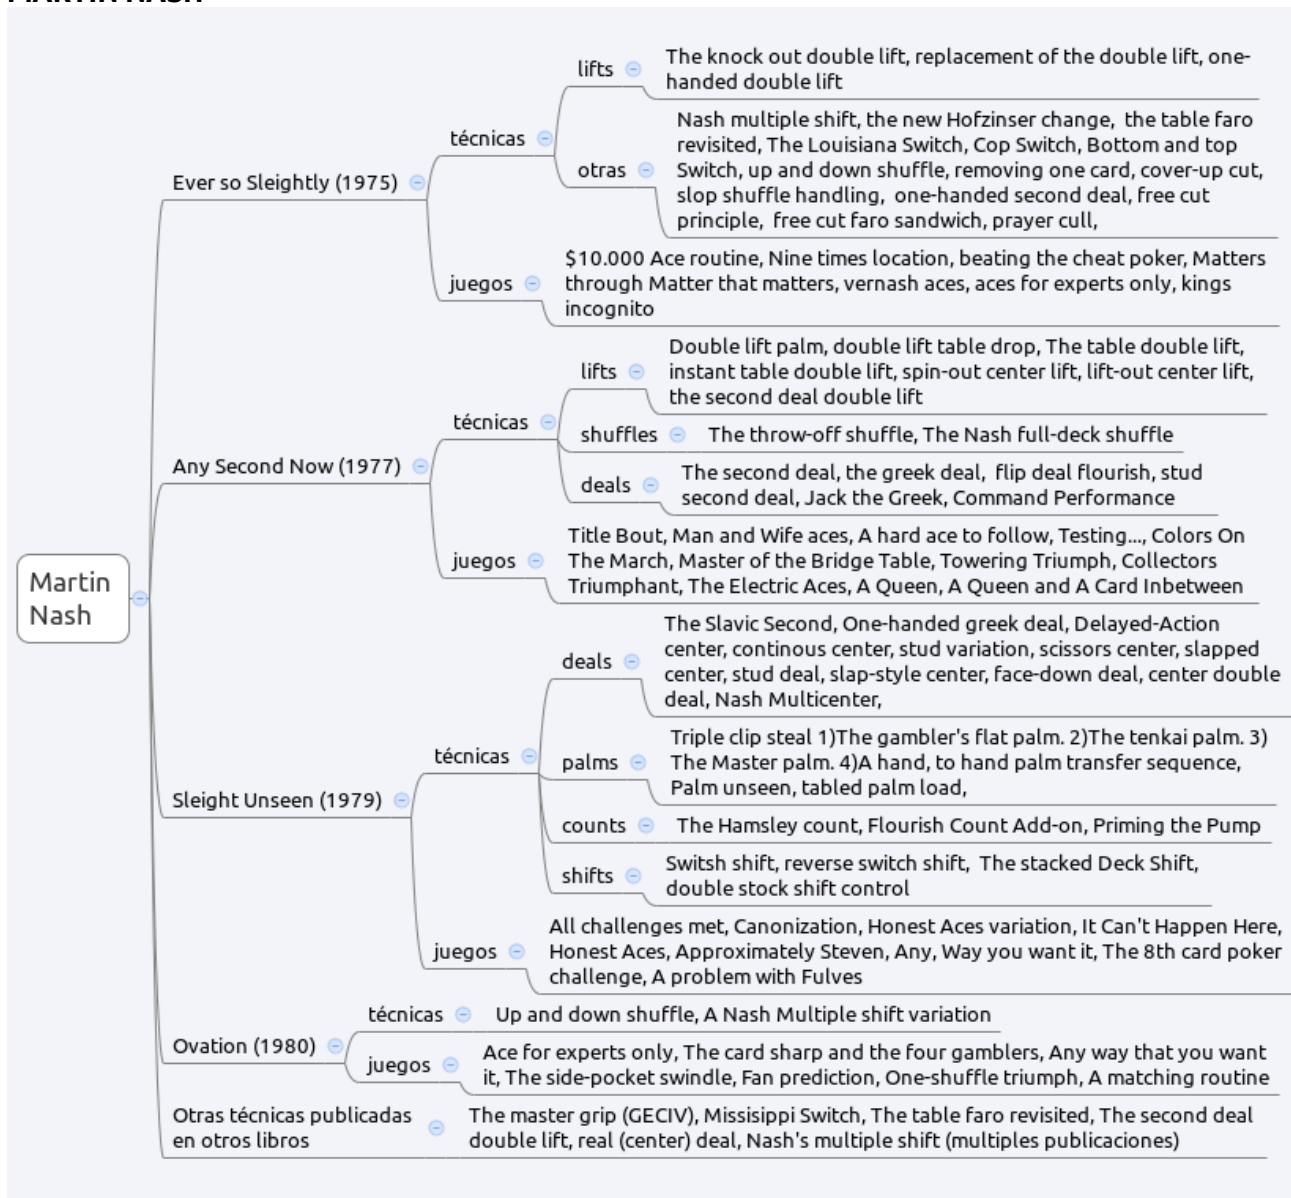 MARTIN NASH
Martin
Nash
Ever so Sleightly (1975)
técnicas
lifts
The knock out double lift, replacement of the double lift, one-
handed double lift
otras
Nash multiple shift, the new Hofzinser change,  the table faro
revisited, The Louisiana Switch, Cop Switch, Bottom and top
Switch, up and down shuffle, removing one card, cover-up cut,
slop shuffle handling,  one-handed second deal, free cut
principle,  free cut faro sandwich, prayer cull,
juegos
$10.000 Ace routine, Nine times location, beating the cheat poker, Matters
through Matter that matters, vernash aces, aces for experts only, kings
incognito
Any Second Now (1977)
técnicas
lifts
Double lift palm, double lift table drop, The table double lift,
instant table double lift, spin-out center lift, lift-out center lift,
the second deal double lift
shuffles
The throw-off shuffle, The Nash full-deck shuffle
deals
The second deal, the greek deal,  flip deal flourish, stud
second deal, Jack the Greek, Command Performance
juegos
Title Bout, Man and Wife aces, A hard ace to follow, Testing..., Colors On
The March, Master of the Bridge Table, Towering Triumph, Collectors
Triumphant, The Electric Aces, A Queen, A Queen and A Card Inbetween
Sleight Unseen (1979)
técnicas
deals
The Slavic Second, One-handed greek deal, Delayed-Action
center, continous center, stud variation, scissors center, slapped
center, stud deal, slap-style center, face-down deal, center double
deal, Nash Multicenter,
palms
Triple clip steal 1)The gambler's flat palm. 2)The tenkai palm. 3)
The Master palm. 4)A hand, to hand palm transfer sequence,
Palm unseen, tabled palm load,
counts
The Hamsley count, Flourish Count Add-on, Priming the Pump
shifts
Switsh shift, reverse switch shift,  The stacked Deck Shift,
double stock shift control
juegos
All challenges met, Canonization, Honest Aces variation, It Can't Happen Here,
Honest Aces, Approximately Steven, Any, Way you want it, The 8th card poker
challenge, A problem with Fulves
Ovation (1980)
técnicas
Up and down shuffle, A Nash Multiple shift variation
juegos
Ace for experts only, The card sharp and the four gamblers, Any way that you want
it, The side-pocket swindle, Fan prediction, One-shuffle triumph, A matching routine
Otras técnicas publicadas
en otros libros
The master grip (GECIV), Missisippi Switch, The table faro revisited, The second deal
double lift, real (center) deal, Nash's multiple shift (multiples publicaciones)